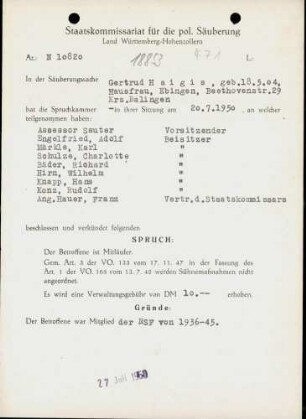 Staatskommissariat für die pol. Säuberung
Land Württemberg-Hohenzollern
Az.: N 10820
1883
871
In der Säuberungssache Gertrud Haigis, geb.18.5.04,
Hausfrau, Ebingen, Beethovenstr.29
Krs.Balingen
hat die Spruchkammer - in ihrer Sitzung am 20.7.1950 , an welcher
teilgenommen haben:
Assessor Sauter Vorsitzender
Engelfried, Adolf Beisitzer
Märkle, Karl "
Schulze, Charlotte "
Bäder, Richard "
Hirn, Wilhelm "
Knapp, Hans "
Konz, Rudolf "
Ang.Hauer, Franz Vertr.d.Staatskommissars
beschlossen und verkündet folgenden
SPRUCH:
Der Betroffene ist Mitläufer.
Gem. Art. 3 der VO. 133 vom 17. 11. 47 in der Fassung des
Art. 1 der VO. 165 vom 13. 7. 48 werden Sühnemaßnahmen nicht
angeordnet.
Es wird eine Verwaltungsgebühr von DM 10.-- erhoben.
Gründe:
Der Betroffene war Mitglied der NSF von 1936-45.
27. Juli 1950